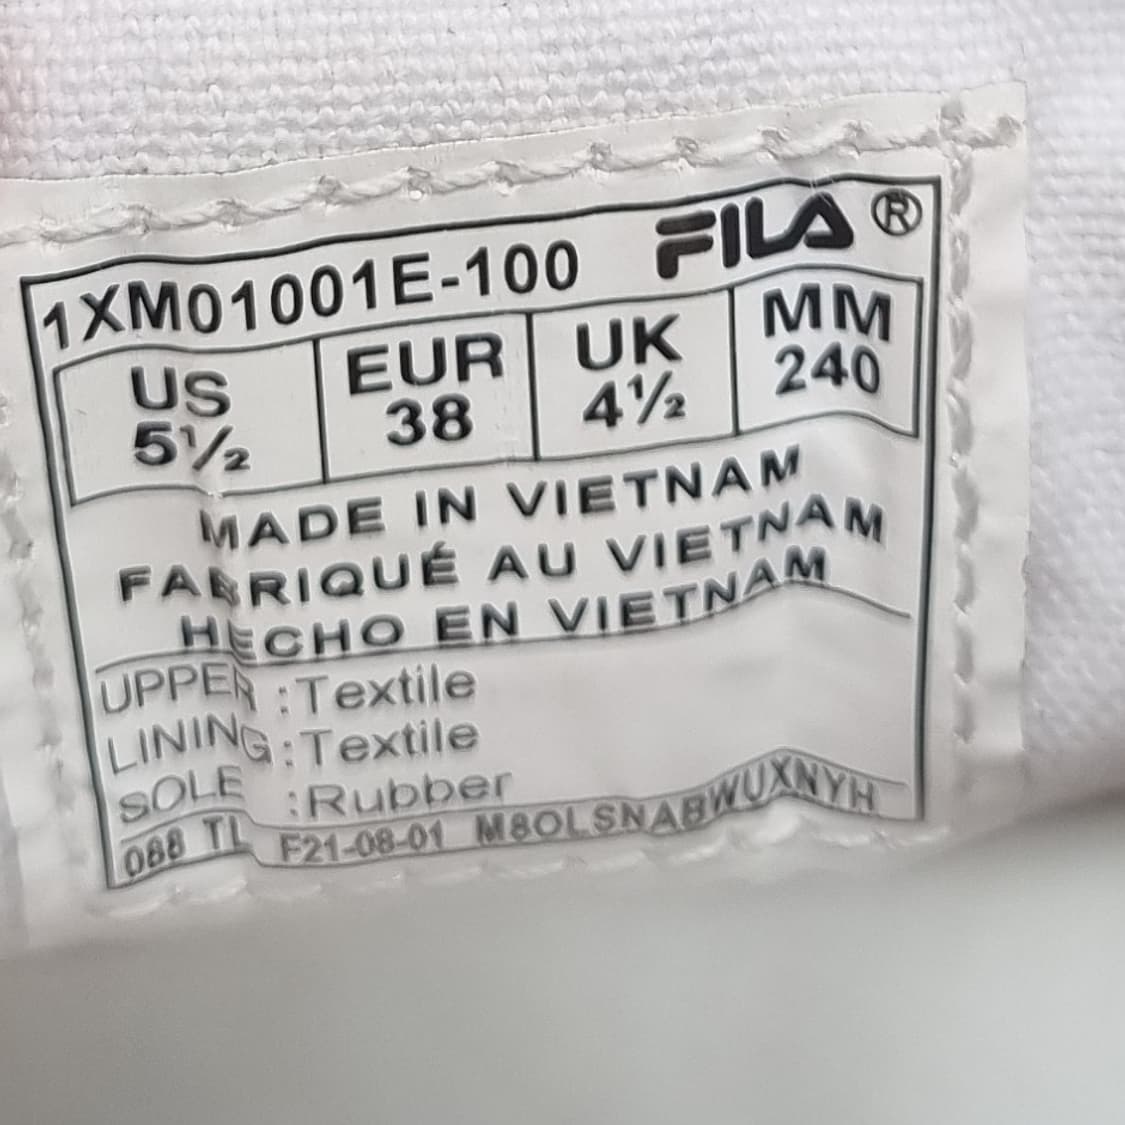 1XM01001E-100 FILA®
US EUR UK MM
5½ 38 4½ 240
MADE IN VIETNAM
FABRIQUÉ AU VIETNAM
HECHO EN VIETNAM
UPPER :Textile
LINING:Textile
SOLE :Rubber
088 TL F21-08-01 M8OLSNABWUXNYH